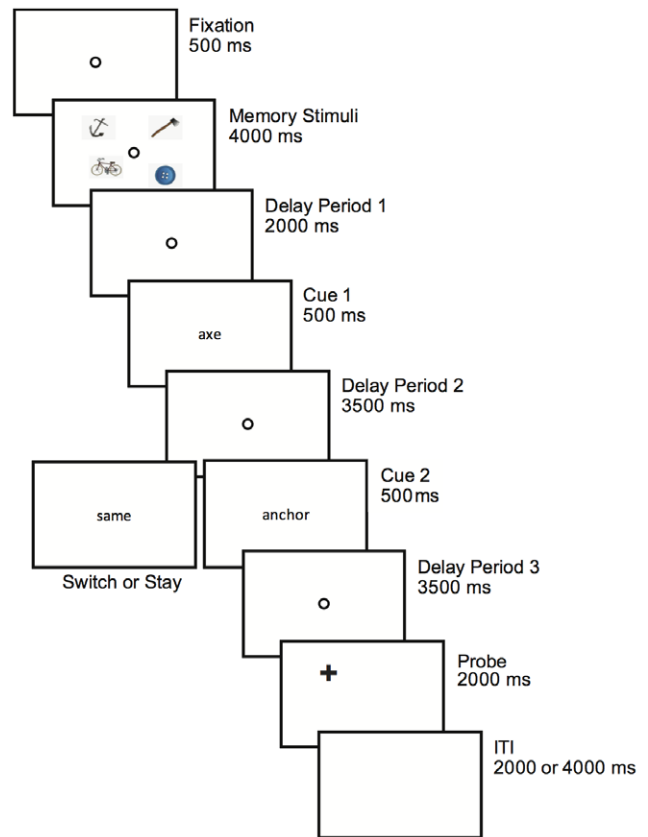 Fixation
500 ms
Memory Stimuli
4000 ms
Delay Period 1
2000 ms
Cue 1
500 ms
axe
Delay Period 2
3500 ms
Cue 2
500ms
same
anchor
Switch or Stay
Delay Period 3
3500 ms
Probe
2000 ms
ITI
2000 or 4000 ms